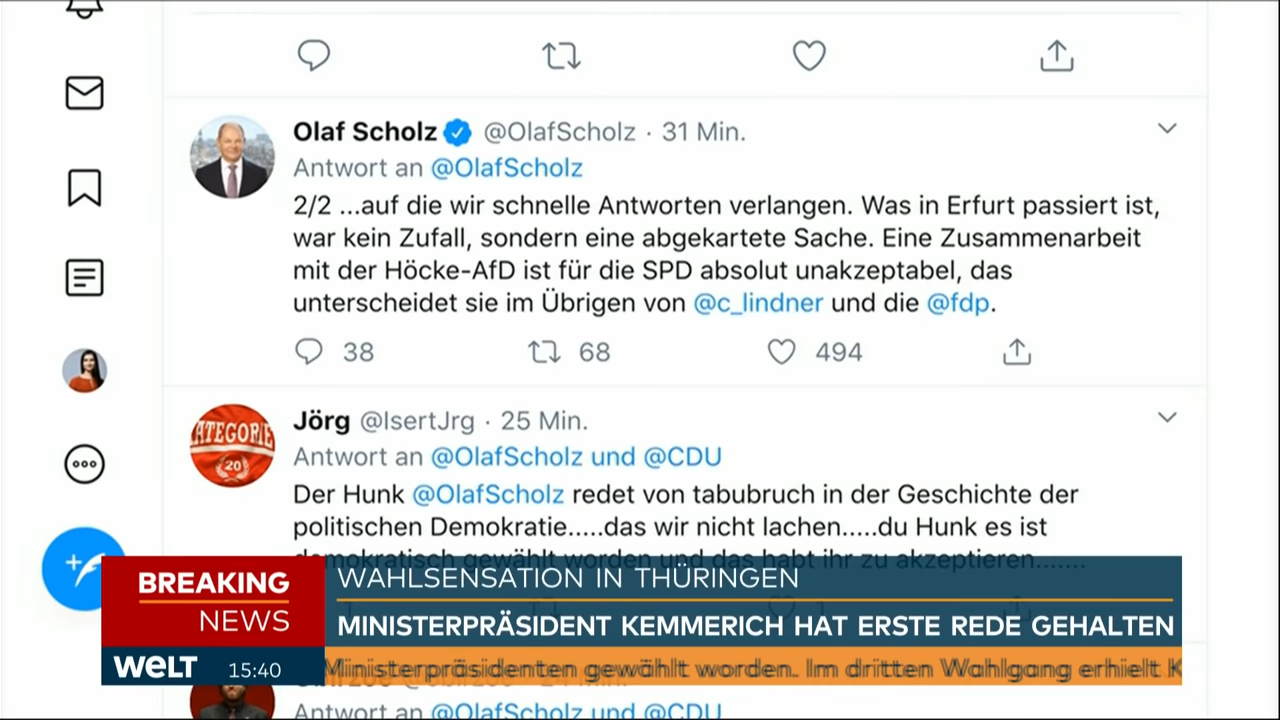 Olaf Scholz @OlafScholz · 31 Min.
Antwort an @OlafScholz
2/2 ...auf die wir schnelle Antworten verlangen. Was in Erfurt passiert ist,
war kein Zufall, sondern eine abgekartete Sache. Eine Zusammenarbeit
mit der Höcke-AfD ist für die SPD absolut unakzeptabel, das
unterscheidet sie im Übrigen von @c_lindner und die @fdp.
38 68 494
ATEGORIE
20
Jörg @IsertJrg · 25 Min.
Antwort an @OlafScholz und @CDU
Der Hunk @OlafScholz redet von tabubruch in der Geschichte der
politischen Demokratie.....das wir nicht lachen.....du Hunk es ist
demokratisch gewählt worden und das habt ihr zu akzeptieren.......
BREAKING
NEWS
WAHLSENSATION IN THÜRINGEN
MINISTERPRÄSIDENT KEMMERICH HAT ERSTE REDE GEHALTEN
welt 15:40
Ministerpräsidenten gewählt worden. Im dritten Wahlgang erhielt K
Antwort an @OlafScholz und @CDU